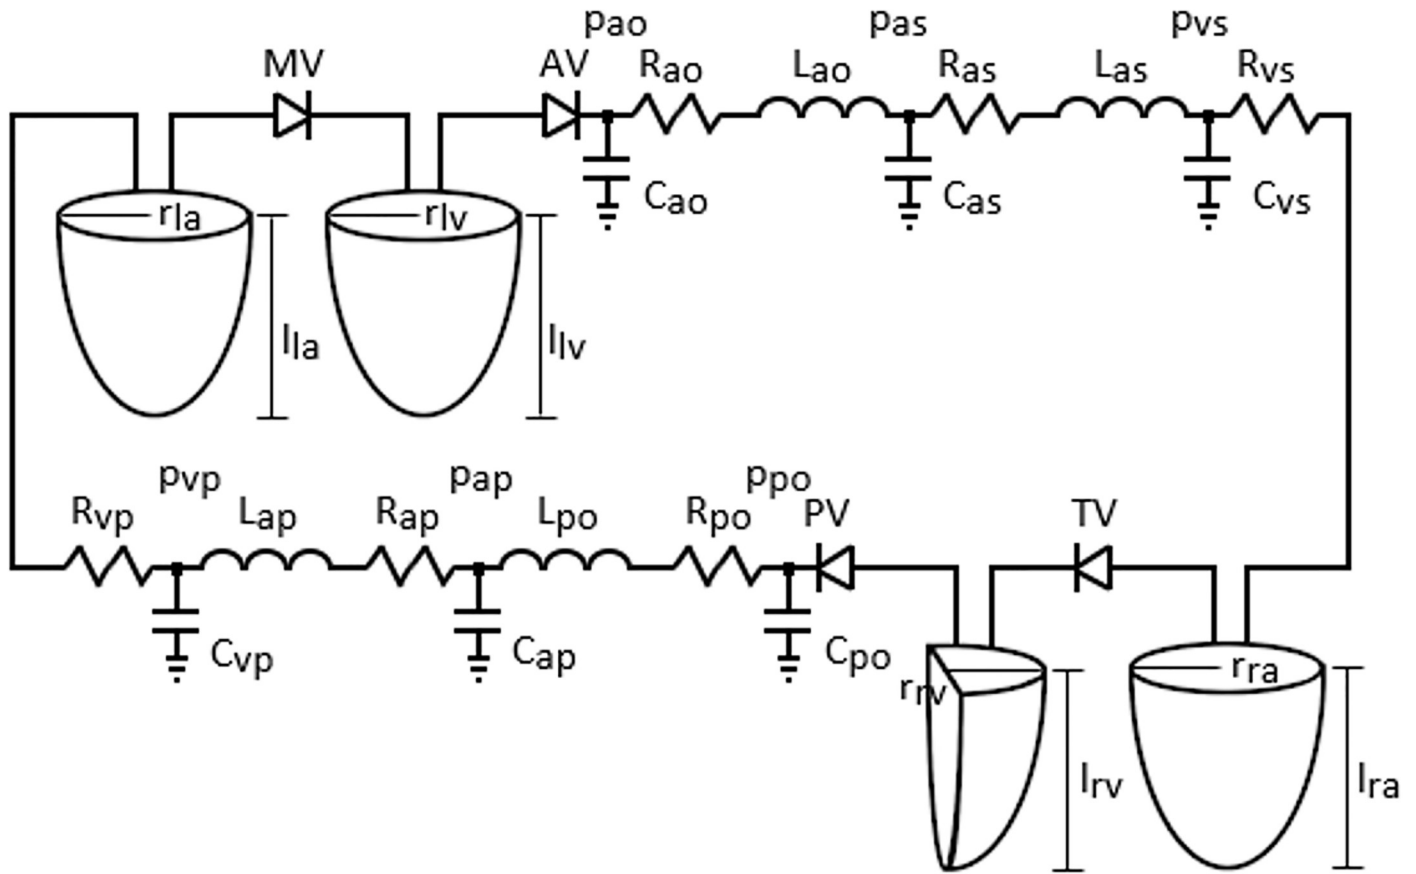 pao pas pvs
MV AV Rao Lao Ras Las Rvs
Cao Cas Cvs
rla rlv
lla llv
pvp pap ppo
Rvp Lap Rap Lpo Rpo PV TV
Cvp Cap Cpo
rrv rra
lrv lra